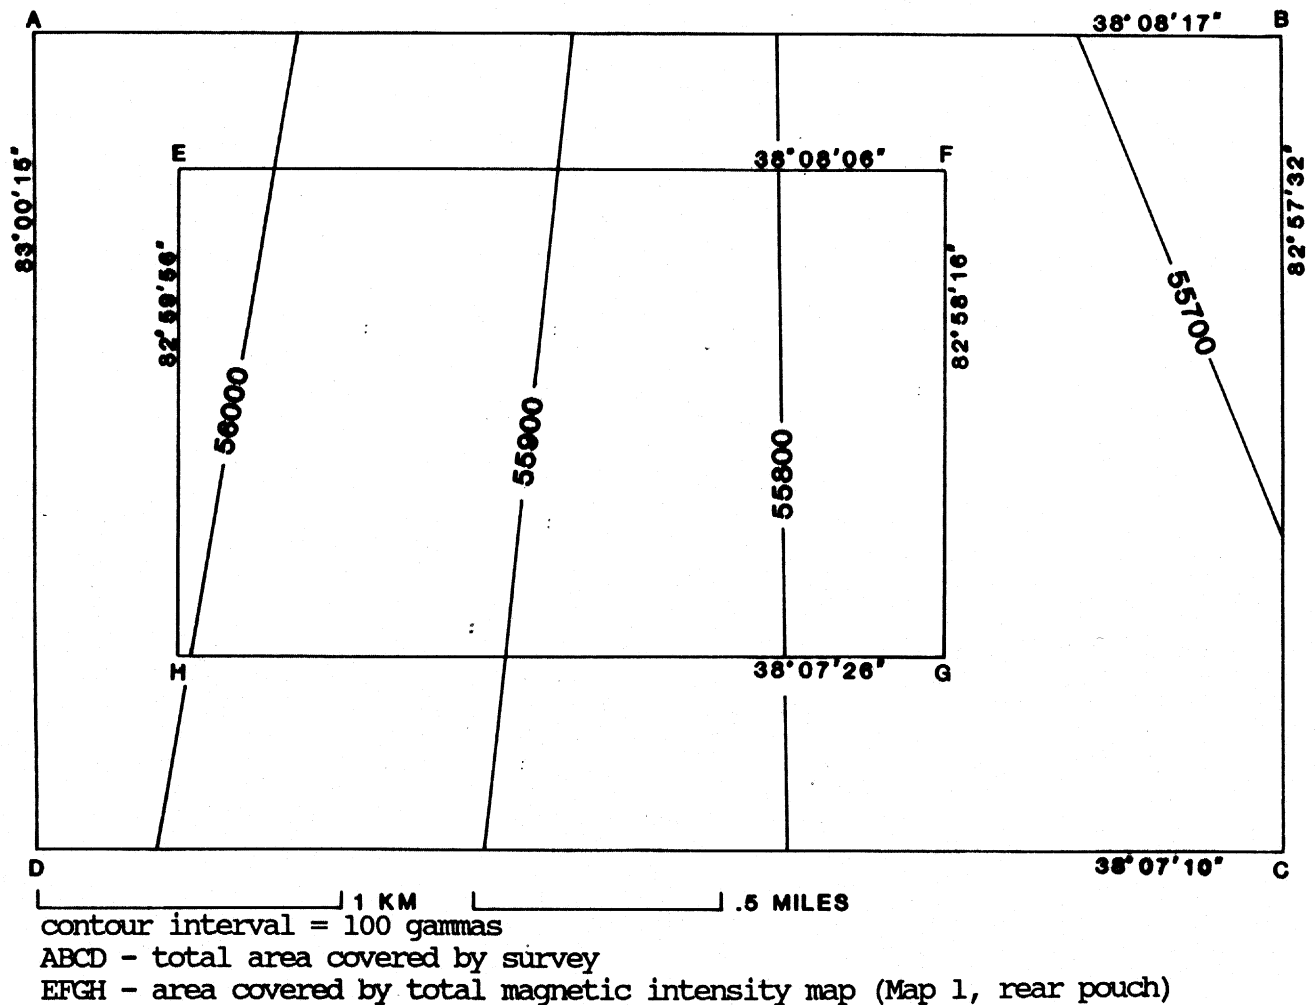 A
38°08'17"
B
83°00'15"
82°57'32"
E
38°08'06"
F
82°59'56"
82°58'16"
56000
55900
55800
55700
H
38°07'26"
G
D
38°07'10"
C
1 KM
.5 MILES
contour interval = 100 gammas
ABCD - total area covered by survey
EFGH - area covered by total magnetic intensity map (Map 1, rear pouch)